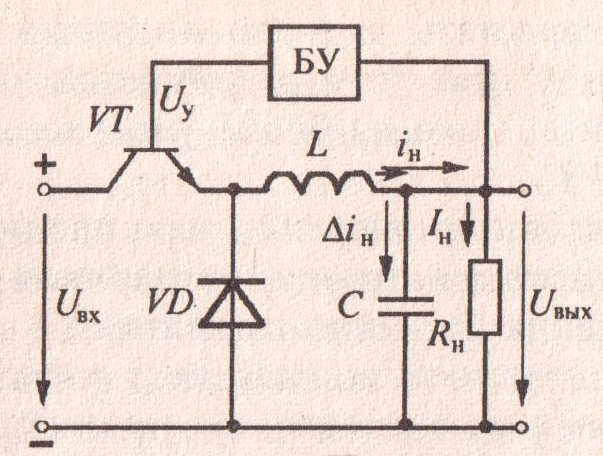 БУ
VT
Uу
L
iн
+
Δiн
Iн
Uвх
VD
C
Rн
Uвых
–